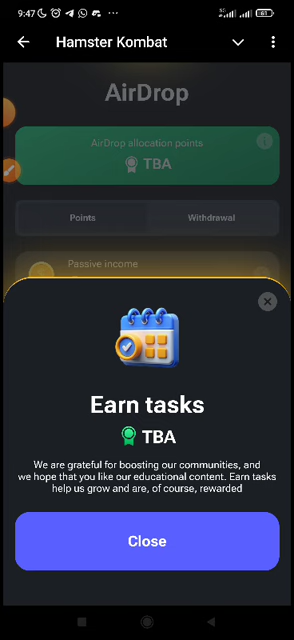 9:47
61
Hamster Kombat
AirDrop
AirDrop allocation points
TBA
Points Withdrawal
Passive income
Earn tasks
TBA
We are grateful for boosting our communities, and
we hope that you like our educational content. Earn tasks
help us grow and are, of course, rewarded
Close